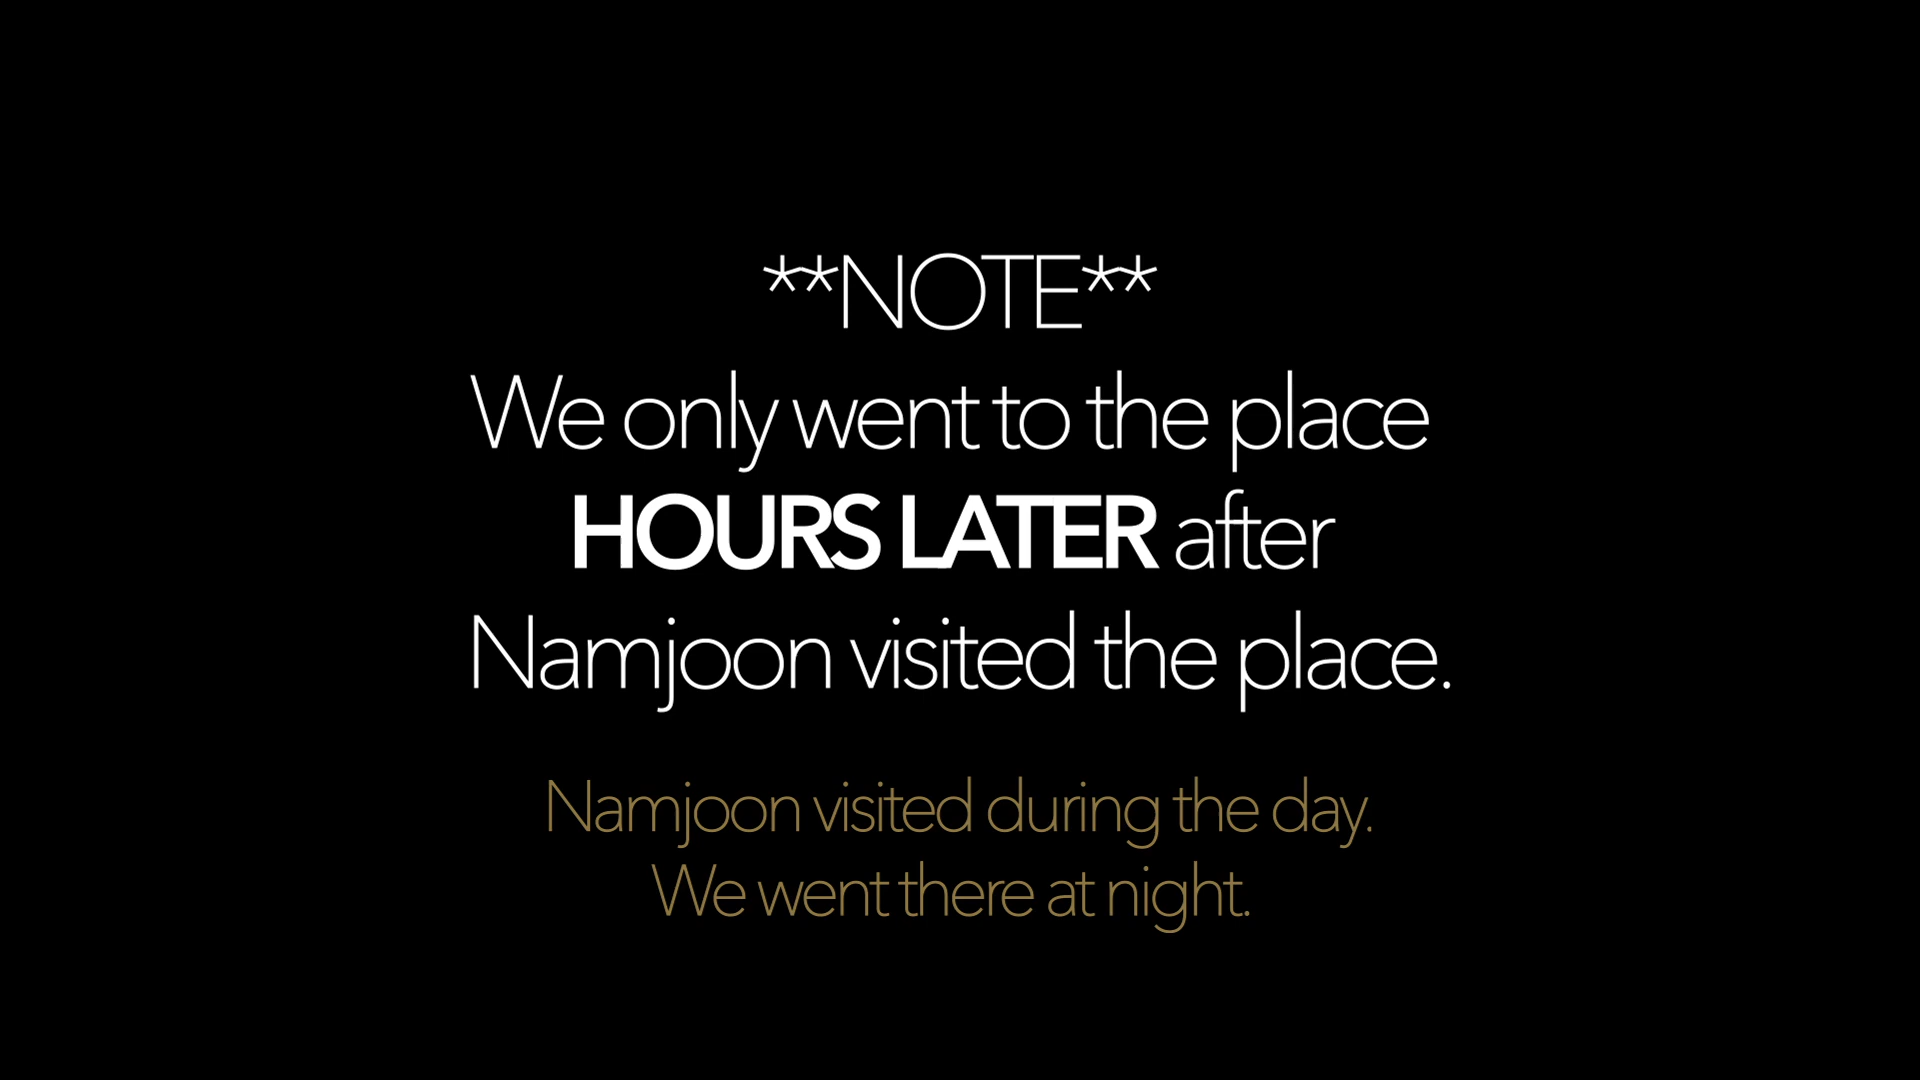 **NOTE**
We only went to the place
HOURS LATER after
Namjoon visited the place.
Namjoon visited during the day.
We went there at night.